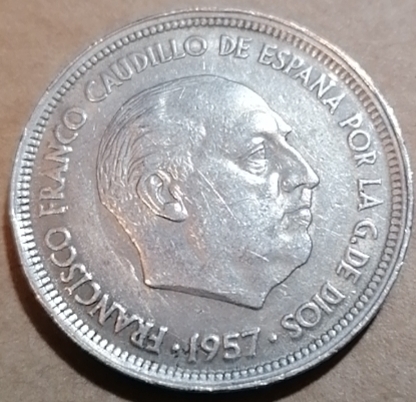 FRANCISCO FRANCO CAUDILLO DE ESPAÑA POR LA G. DE DIOS
· 1957 ·